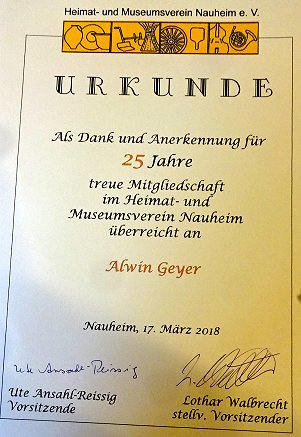 Heimat- und Museumsverein Nauheim e. V.
URKUNDE
Als Dank und Anerkennung für
25 Jahre
treue Mitgliedschaft
im Heimat- und
Museumsverein Nauheim
überreicht an
Alwin Geyer
Nauheim, 17. März 2018
Ute Ansahl-Reissig
Ute Ansahl-Reissig
Vorsitzende
Lothar Walbrecht
stellv. Vorsitzender